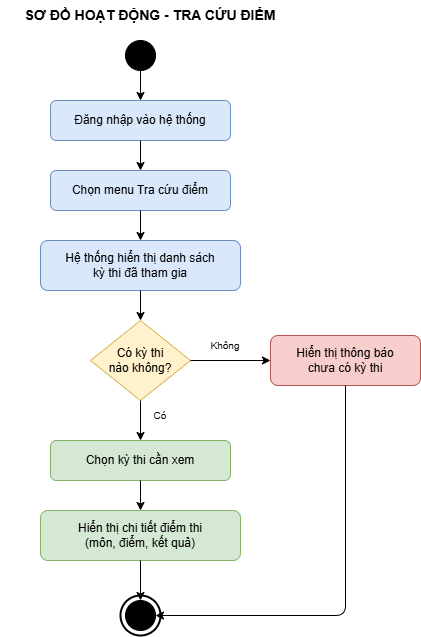 SƠ ĐỒ HOẠT ĐỘNG - TRA CỨU ĐIỂM
Đăng nhập vào hệ thống
Chọn menu Tra cứu điểm
Hệ thống hiển thị danh sách
kỳ thi đã tham gia
Có kỳ thi
nào không?
Không
Hiển thị thông báo
chưa có kỳ thi
Có
Chọn kỳ thi cần xem
Hiển thị chi tiết điểm thi
(môn, điểm, kết quả)